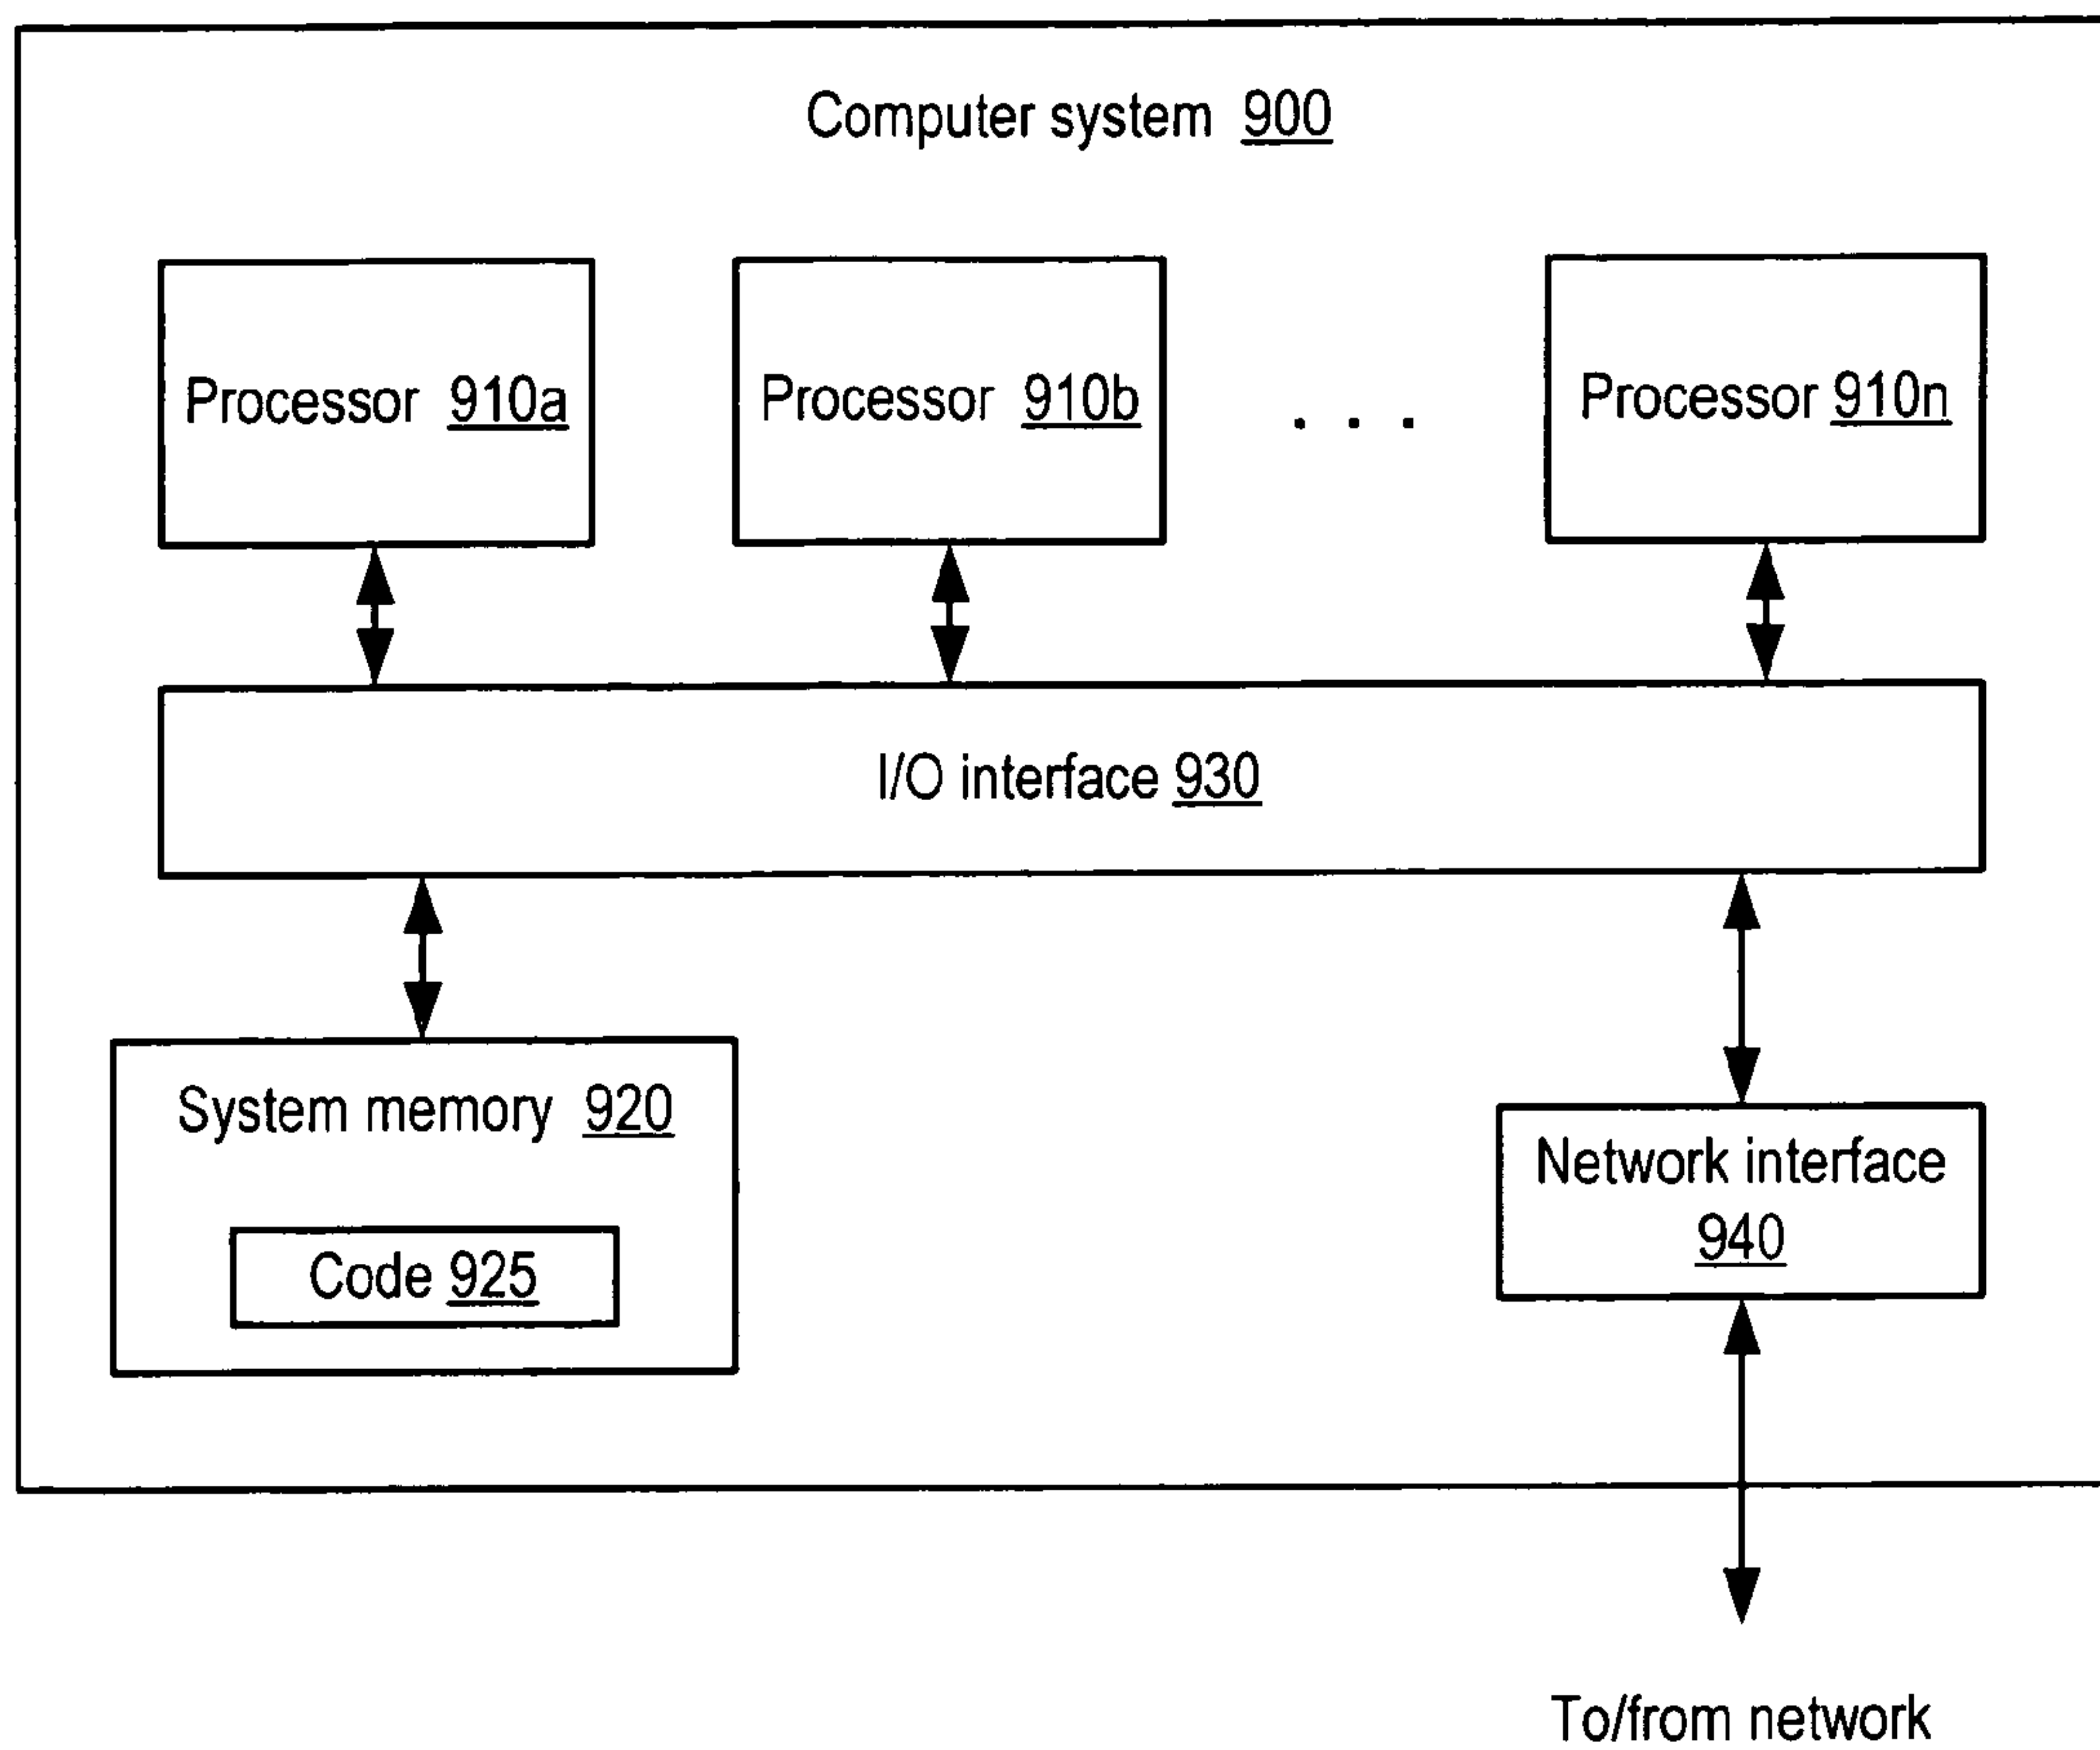 Computer system 900
Processor 910a
Processor 910b
. . .
Processor 910n
I/O interface 930
System memory 920
Code 925
Network interface
940
To/from network